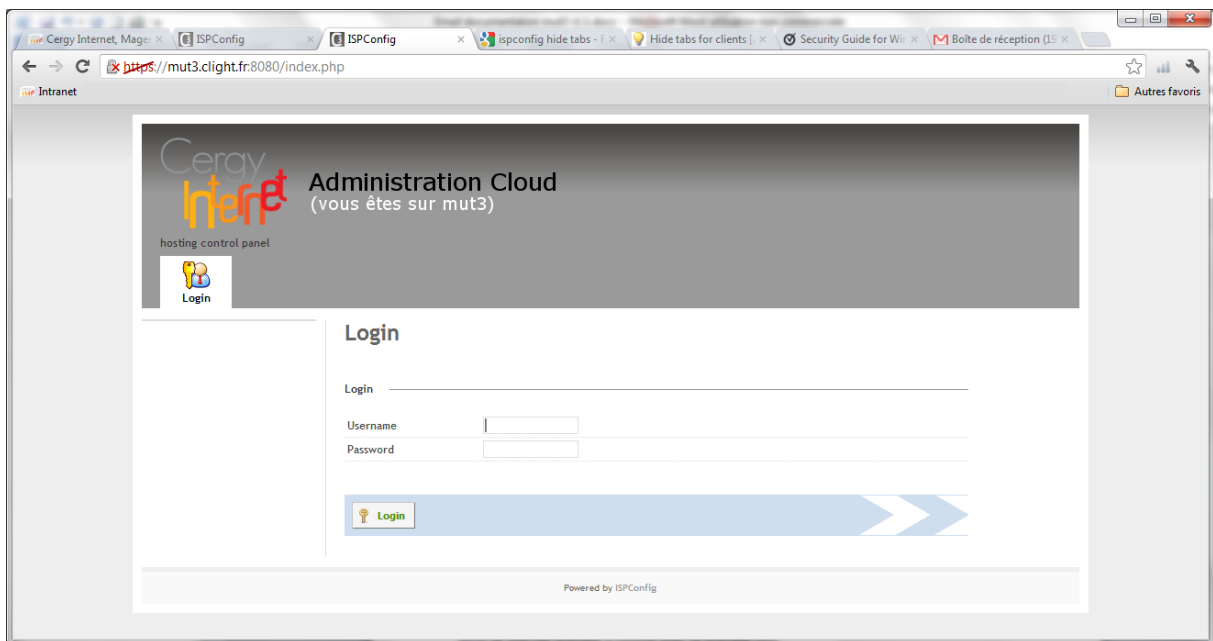 Cergy Internet, Mage
ISPConfig
ISPConfig
ispconfig hide tabs -
Hide tabs for clients [
Security Guide for Wi
Boîte de réception (19
https://mut3.clight.fr:8080/index.php
Intranet
Autres favoris
Cergy
Internet
Administration Cloud
(vous êtes sur mut3)
hosting control panel
Login
Login
Login
Username
Password
Login
Powered by ISPConfig